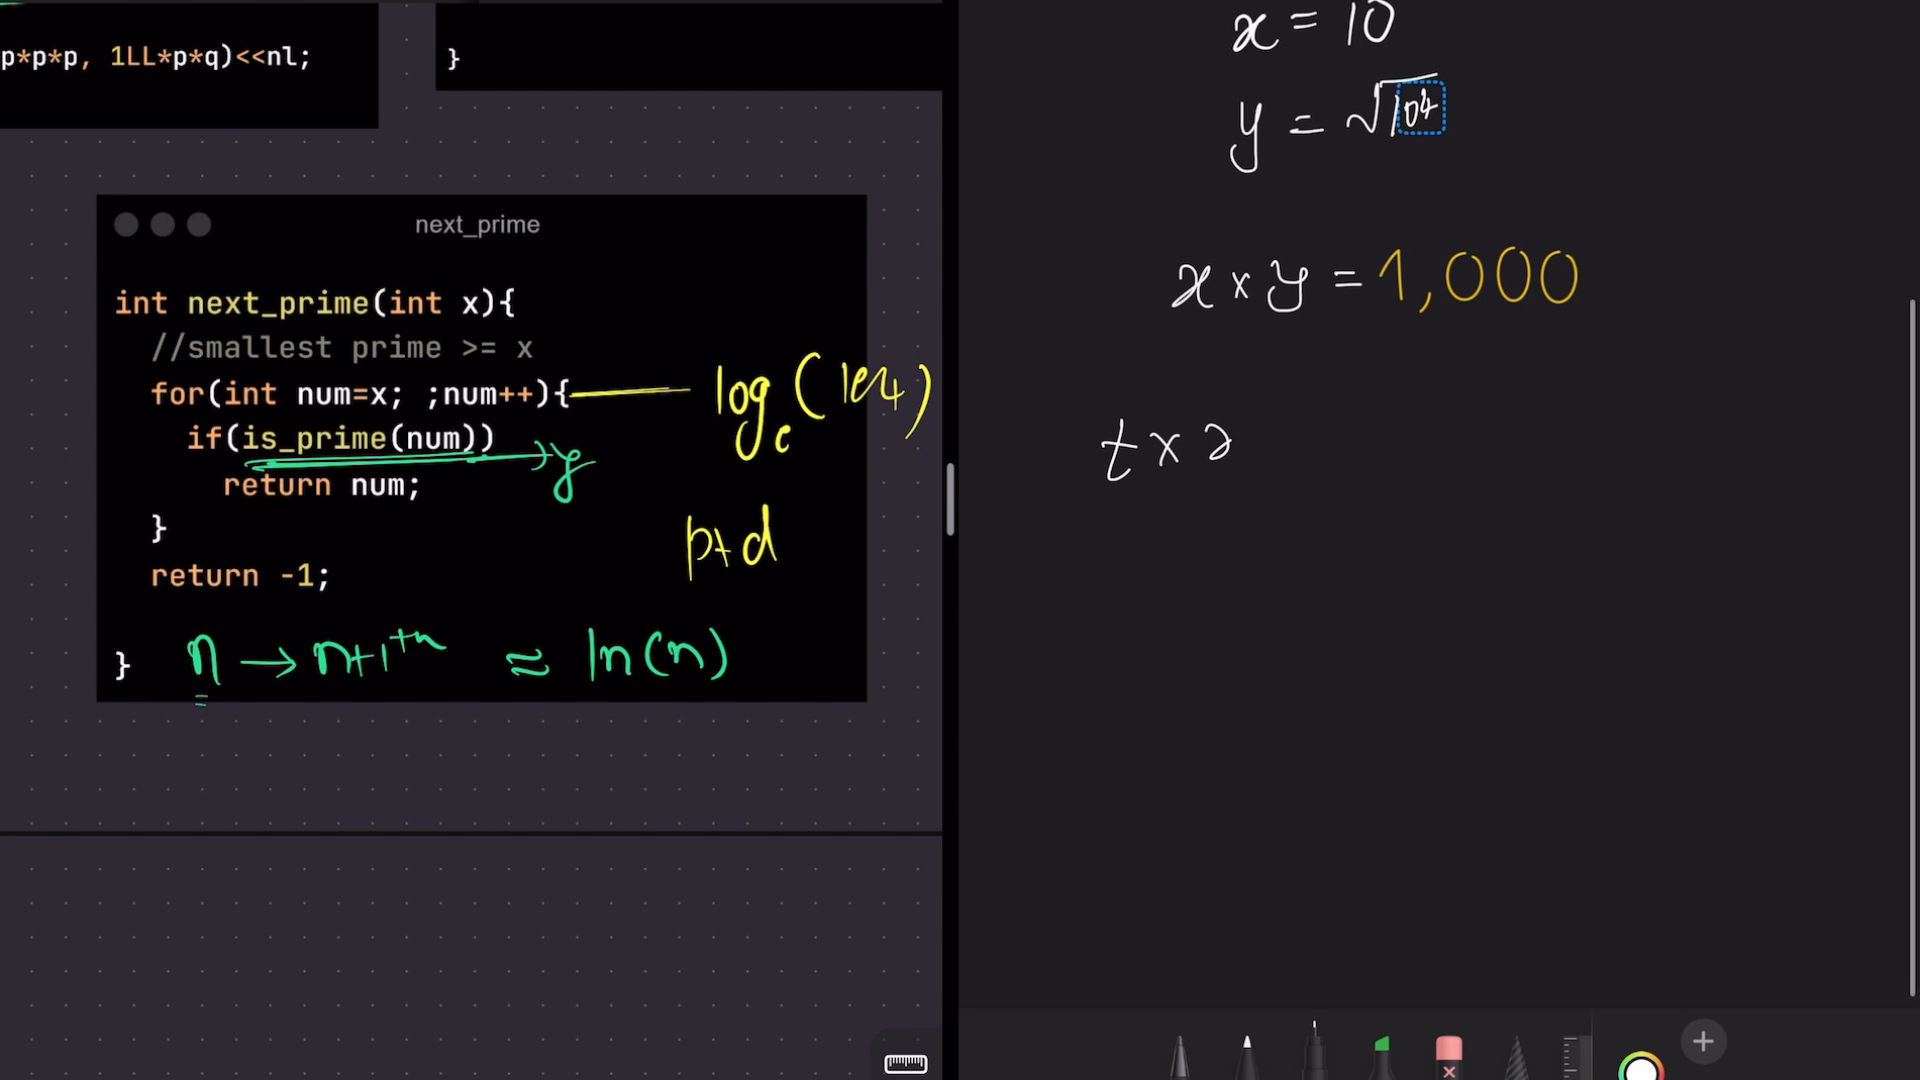 p*p*p, 1LL*p*q)<<nl;
}
next_prime
int next_prime(int x){
//smallest prime >= x
for(int num=x; ;num++){
if(is_prime(num))
return num;
}
return -1;
}
log e (1e4)
y
p+d
n → n+1th ≈ ln(n)
x = 10
y = √104
x × y = 1,000
t × 2